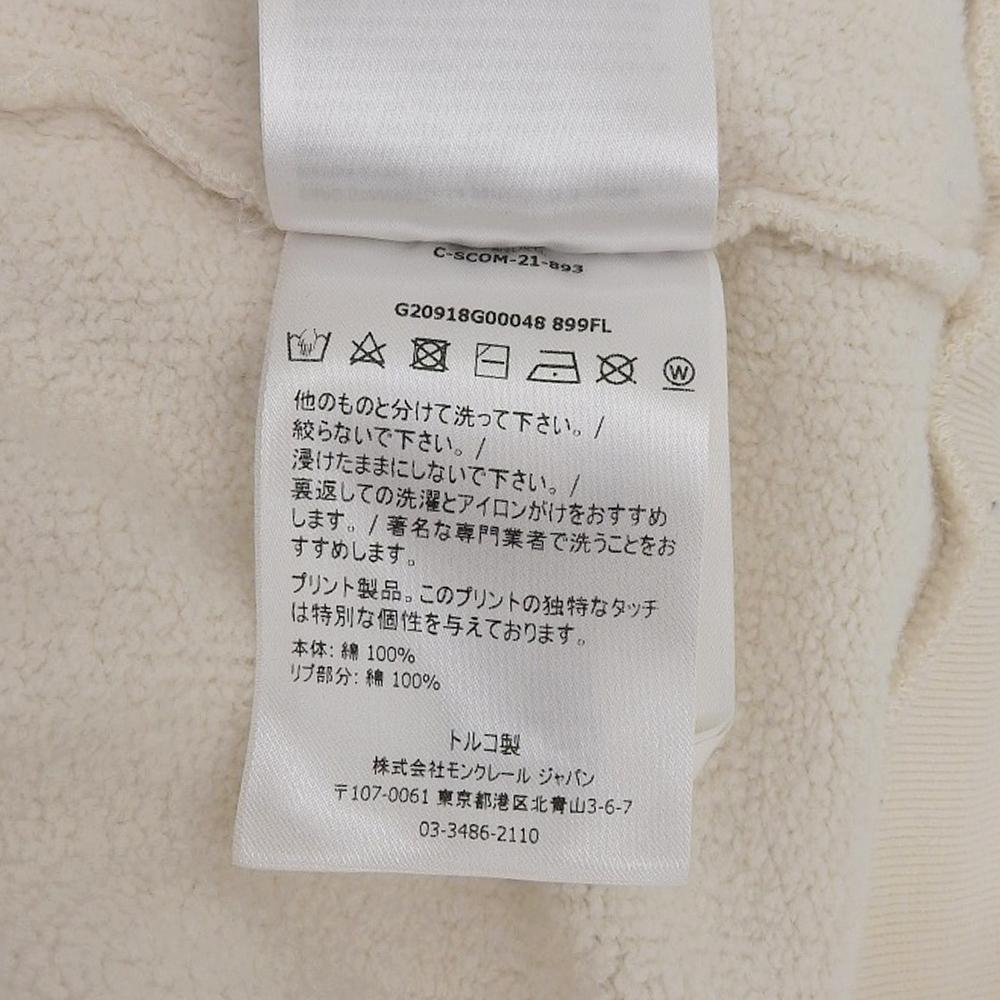 C-SCOM-21-893
G20918G00048 899FL
W
他のものと分けて洗って下さい。/
絞らないで下さい。/
浸けたままにしないで下さい。/
裏返しての洗濯とアイロンがけをおすすめ
します。/ 著名な専門業者で洗うことをお
すすめします。
プリント製品。このプリントの独特なタッチ
は特別な個性を与えております。
本体: 綿 100%
リブ部分: 綿 100%
トルコ製
株式会社モンクレール ジャパン
〒107-0061 東京都港区北青山3-6-7
03-3486-2110